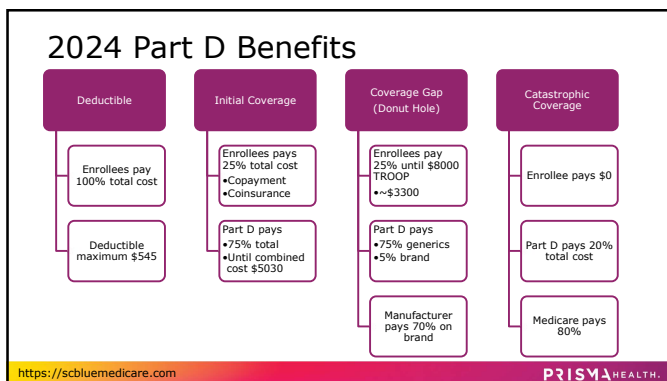 2024 Part D Benefits
Deductible
Enrollees pay
100% total cost
Deductible
maximum $545
Initial Coverage
Enrollees pays
25% total cost
•Copayment
•Coinsurance
Part D pays
•75% total
•Until combined
cost $5030
Coverage Gap
(Donut Hole)
Enrollees pay
25% until $8000
TROOP
•~$3300
Part D pays
•75% generics
•5% brand
Manufacturer
pays 70% on
brand
Catastrophic
Coverage
Enrollee pays $0
Part D pays 20%
total cost
Medicare pays
80%
https://scbluemedicare.com
PRISMA HEALTH.